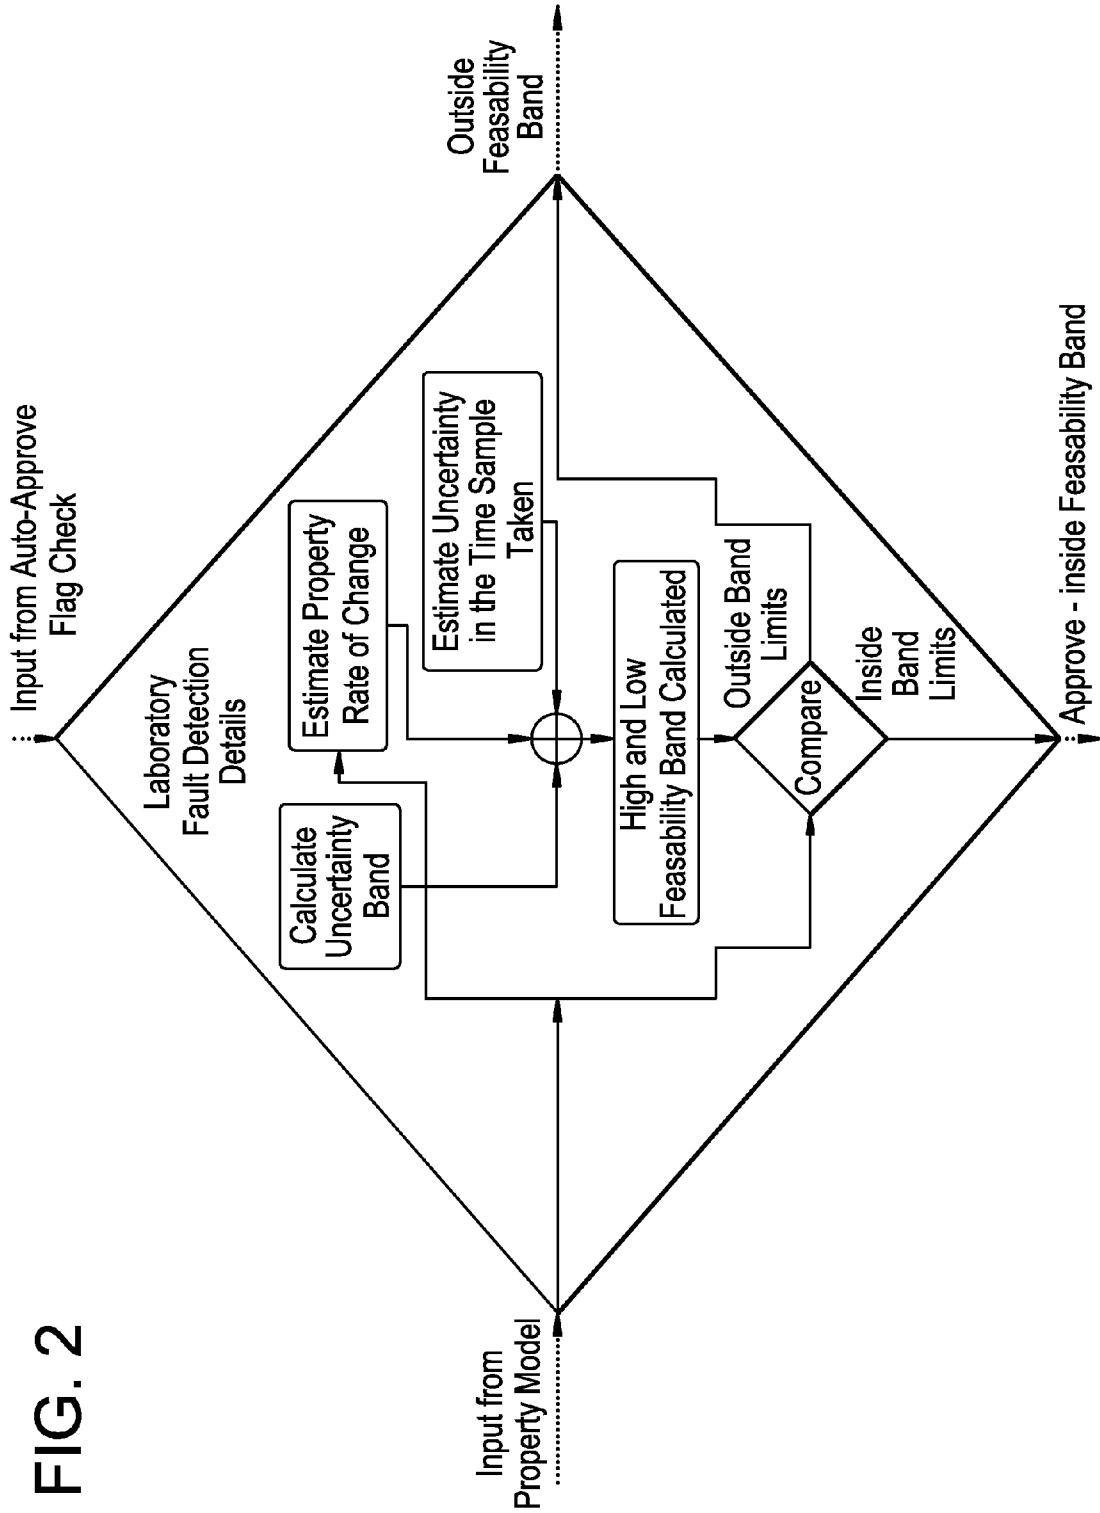 FIG. 2
Input from Auto-Approve
Flag Check
Laboratory
Fault Detection
Details
Calculate
Uncertainty
Band
Estimate Property
Rate of Change
Estimate Uncertainty
in the Time Sample
Taken
Input from
Property Model
Outside
Feasability
Band
High and Low
Feasability Band Calculated
Outside Band
Limits
Compare
Inside
Band
Limits
Approve - inside Feasability Band